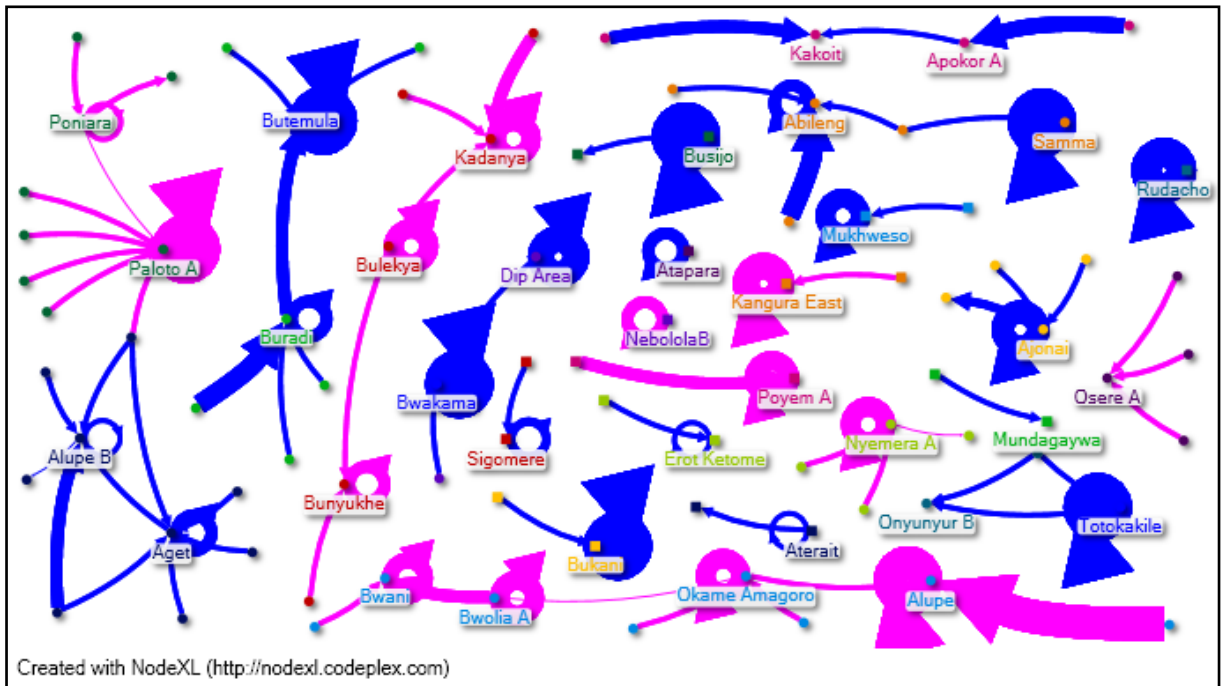 Kakoit
Apokor A
Poniara
Butemula
Abileng
Kadanya
Busijo
Samma
Rudacho
Mukhweso
Paloto A
Bulekya
Dip Area
Atapara
Kangura East
NebololaB
Buradi
Ajonai
Bwakama
Poyem A
Osere A
Alupe B
Sigomere
Erot Ketome
Nyemera A
Mundagaywa
Bunyukhe
Onyunyur B
Totokakile
Aget
Bukani
Aterait
Bwani
Bwolia A
Okame Amagoro
Alupe
Created with NodeXL (http://nodexl.codeplex.com)